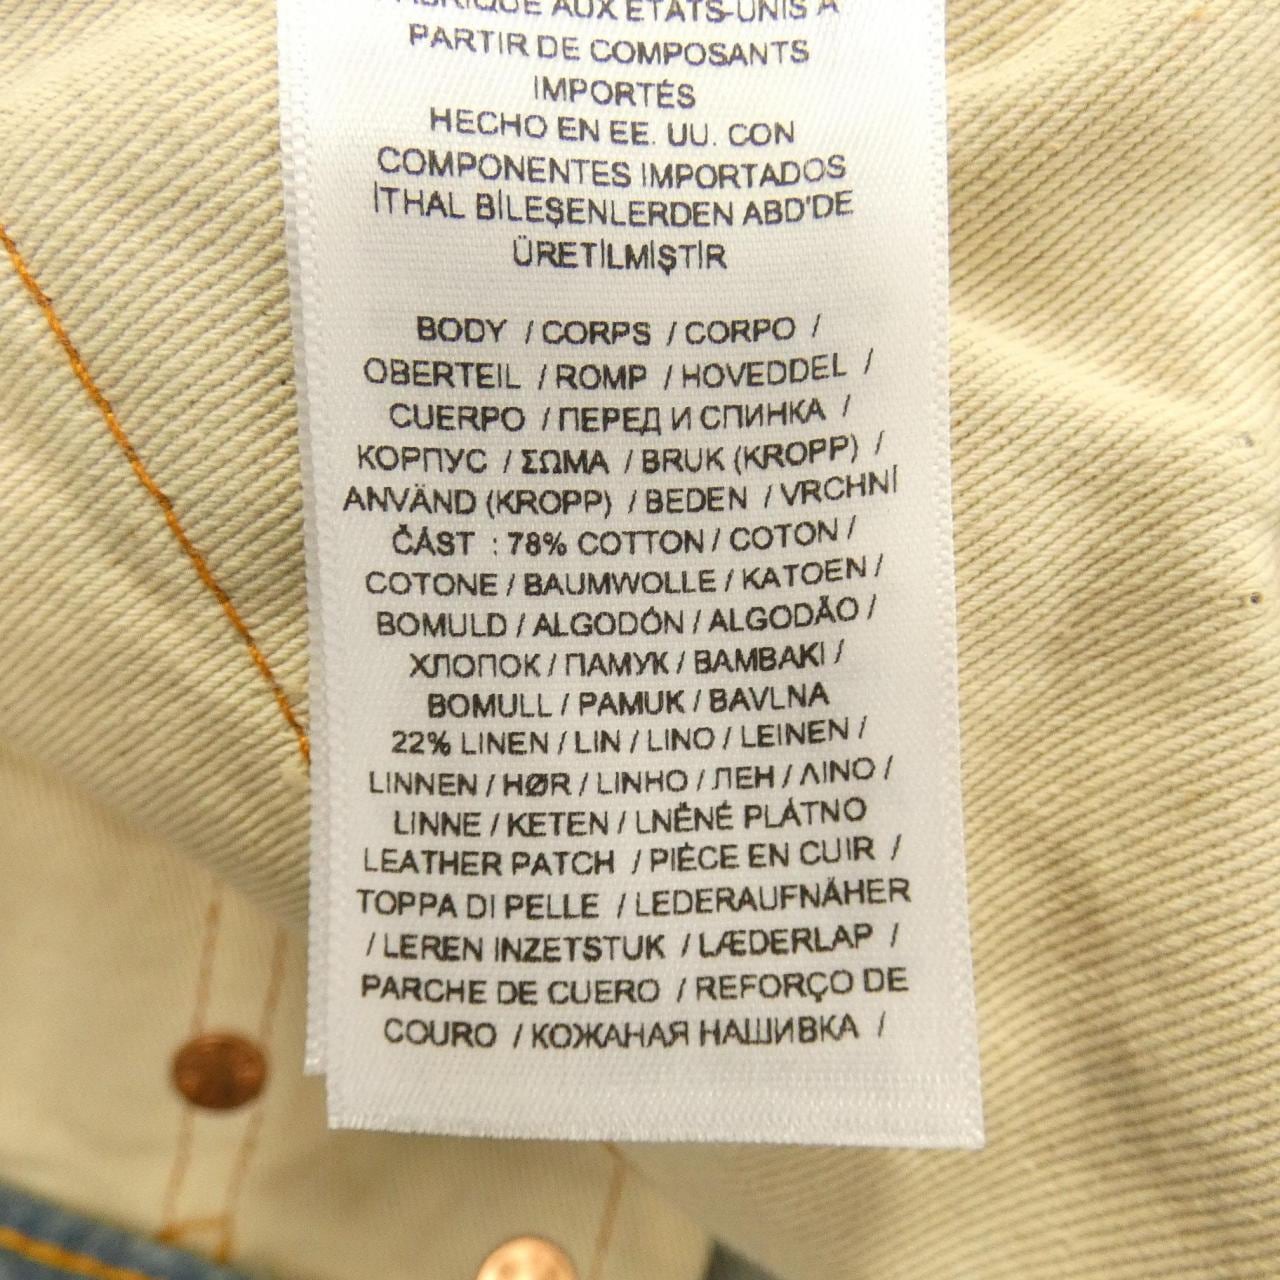 FABRIQUÉ AUX ÉTATS-UNIS À
PARTIR DE COMPOSANTS
IMPORTÉS
HECHO EN EE. UU. CON
COMPONENTES IMPORTADOS
İTHAL BİLEŞENLERDEN ABD'DE
ÜRETİLMİŞTİR
BODY / CORPS / CORPO /
OBERTEIL / ROMP / HOVEDDEL /
CUERPO / ПЕРЕД И СПИНКА /
КОРПУС / ΣΩΜΑ / BRUK (KROPP) /
ANVÄND (KROPP) / BEDEN / VRCHNÍ
ČÁST : 78% COTTON / COTON /
COTONE / BAUMWOLLE / KATOEN /
BOMULD / ALGODÓN / ALGODÃO /
ХЛОПОК / ПАМУК / BAMBAKI /
BOMULL / PAMUK / BAVLNA
22% LINEN / LIN / LINO / LEINEN /
LINNEN / HØR / LINHO / ЛЕН / ΛΙΝΟ /
LINNE / KETEN / LNĚNÉ PLÁTNO
LEATHER PATCH / PIÈCE EN CUIR /
TOPPA DI PELLE / LEDERAUFNÄHER
/ LEREN INZETSTUK / LÆDERLAP /
PARCHE DE CUERO / REFORÇO DE
COURO / КОЖАНАЯ НАШИВКА /